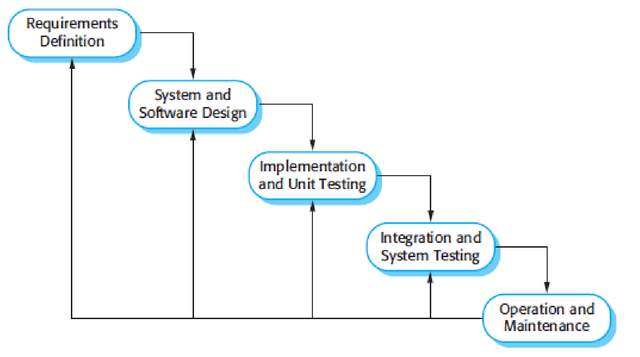 Requirements
Definition
System and
Software Design
Implementation
and Unit Testing
Integration and
System Testing
Operation and
Maintenance